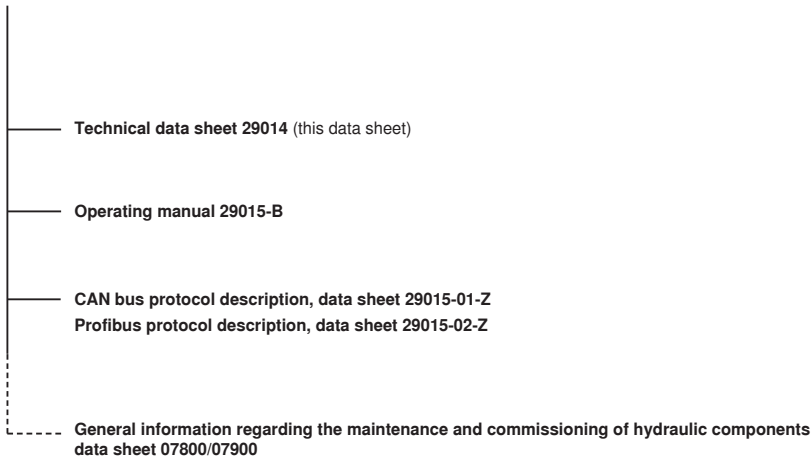 Technical data sheet 29014 (this data sheet)
Operating manual 29015-B
CAN bus protocol description, data sheet 29015-01-Z
Profibus protocol description, data sheet 29015-02-Z
General information regarding the maintenance and commissioning of hydraulic components
data sheet 07800/07900